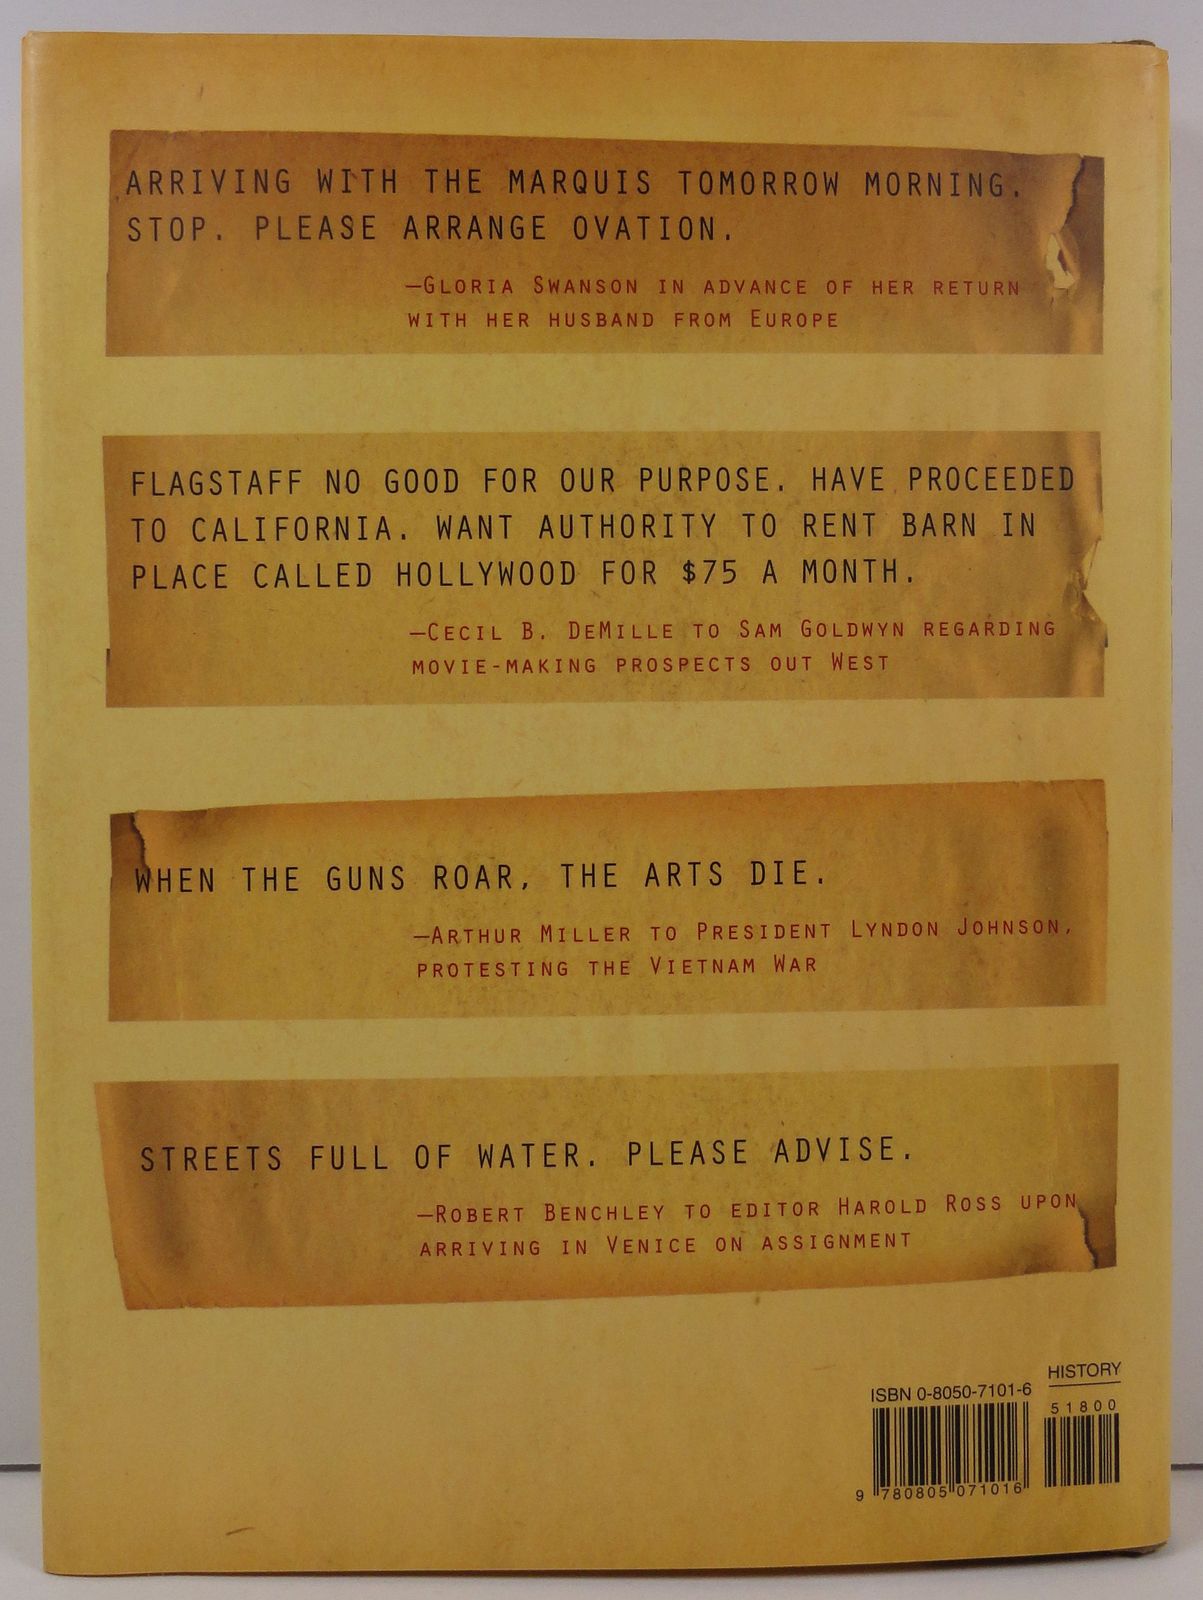 ARRIVING WITH THE MARQUIS TOMORROW MORNING.
STOP. PLEASE ARRANGE OVATION.
—GLORIA SWANSON IN ADVANCE OF HER RETURN
WITH HER HUSBAND FROM EUROPE
FLAGSTAFF NO GOOD FOR OUR PURPOSE. HAVE PROCEEDED
TO CALIFORNIA. WANT AUTHORITY TO RENT BARN IN
PLACE CALLED HOLLYWOOD FOR $75 A MONTH.
—CECIL B. DEMILLE TO SAM GOLDWYN REGARDING
MOVIE-MAKING PROSPECTS OUT WEST
WHEN THE GUNS ROAR, THE ARTS DIE.
—ARTHUR MILLER TO PRESIDENT LYNDON JOHNSON,
PROTESTING THE VIETNAM WAR
STREETS FULL OF WATER. PLEASE ADVISE.
—ROBERT BENCHLEY TO EDITOR HAROLD ROSS UPON
ARRIVING IN VENICE ON ASSIGNMENT
HISTORY
ISBN 0-8050-7101-6
51800
9 780805 071016